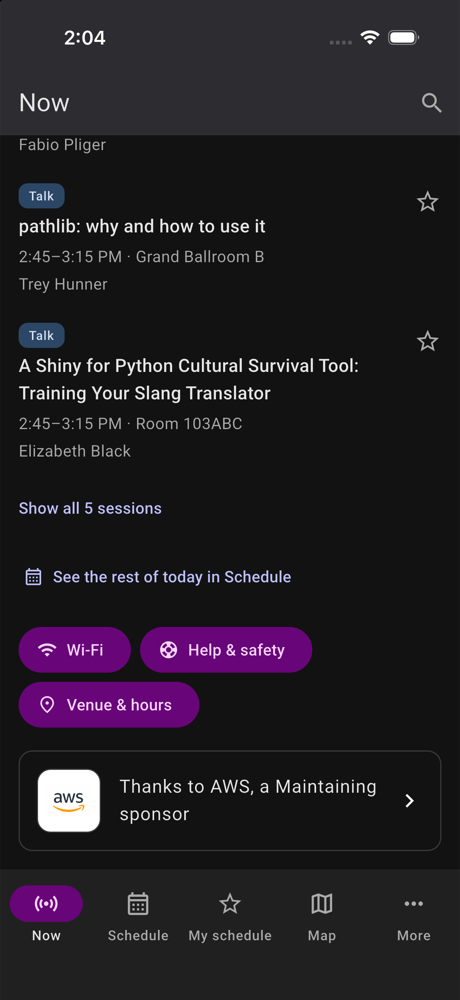 2:04
Now
Fabio Pliger
Talk
pathlib: why and how to use it
2:45–3:15 PM · Grand Ballroom B
Trey Hunner
Talk
A Shiny for Python Cultural Survival Tool:
Training Your Slang Translator
2:45–3:15 PM · Room 103ABC
Elizabeth Black
Show all 5 sessions
See the rest of today in Schedule
Wi-Fi
Help & safety
Venue & hours
aws
Thanks to AWS, a Maintaining
sponsor
Now
Schedule
My schedule
Map
More